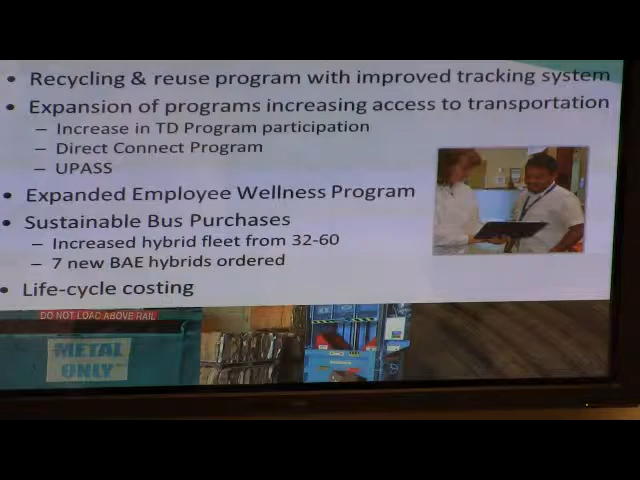 • Recycling & reuse program with improved tracking system
• Expansion of programs increasing access to transportation
– Increase in TD Program participation
– Direct Connect Program
– UPASS
• Expanded Employee Wellness Program
• Sustainable Bus Purchases
– Increased hybrid fleet from 32-60
– 7 new BAE hybrids ordered
• Life-cycle costing
DO NOT LOAD ABOVE RAIL
METAL
ONLY